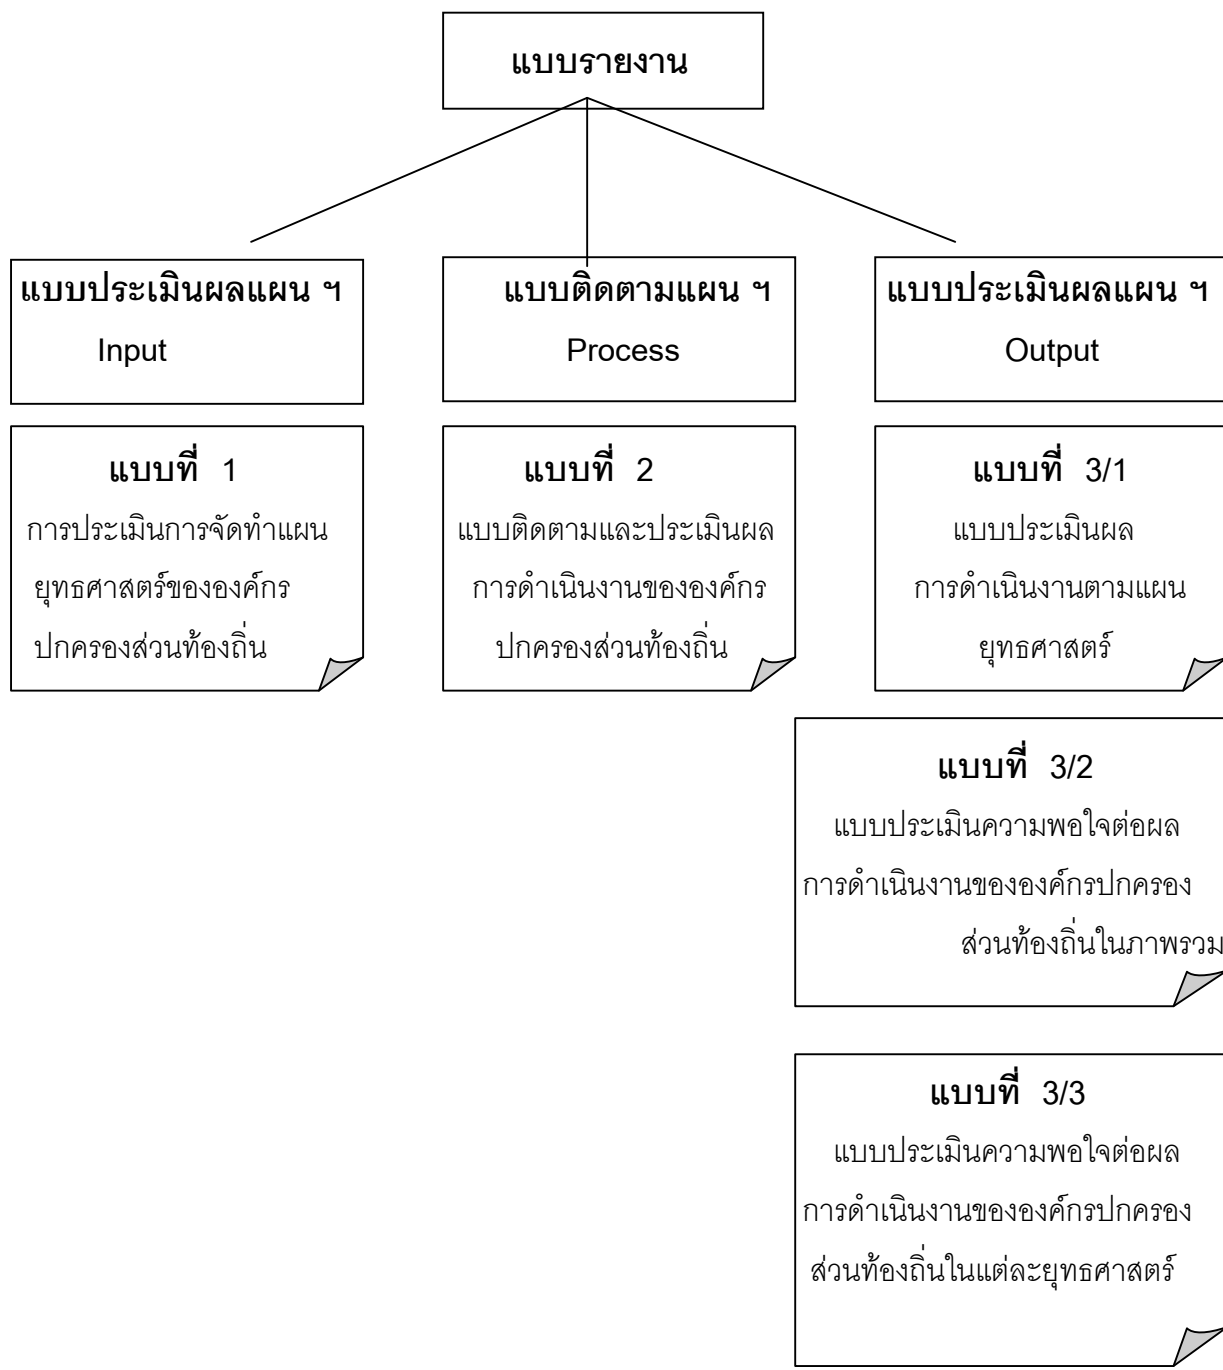 แบบรายงาน
แบบประเมินผลแผน ฯ
Input
แบบติดตามแผน ฯ
Process
แบบประเมินผลแผน ฯ
Output
แบบที่ 1
การประเมินการจัดทำแผน
ยุทธศาสตร์ขององค์กร
ปกครองส่วนท้องถิ่น
แบบที่ 2
แบบติดตามและประเมินผล
การดำเนินงานขององค์กร
ปกครองส่วนท้องถิ่น
แบบที่ 3/1
แบบประเมินผล
การดำเนินงานตามแผน
ยุทธศาสตร์
แบบที่ 3/2
แบบประเมินความพอใจต่อผล
การดำเนินงานขององค์กรปกครอง
ส่วนท้องถิ่นในภาพรวม
แบบที่ 3/3
แบบประเมินความพอใจต่อผล
การดำเนินงานขององค์กรปกครอง
ส่วนท้องถิ่นในแต่ละยุทธศาสตร์